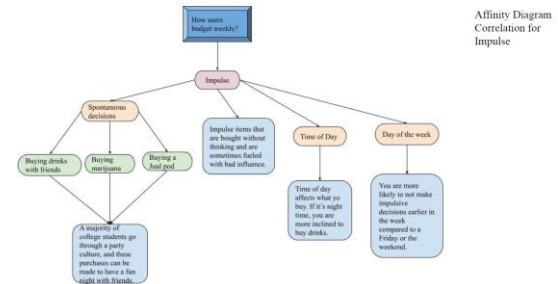 Affinity Diagram
Correlation for
Impulse
How users
budget weekly?
Impulse
Spontaneous
decisions
Time of Day
Day of the week
Impulse items that
are bought without
thinking and are
sometimes fueled
with bad influence.
Buying drinks
with friends
Buying
marijuana
Buying a
Juul pod
Time of day
affects what yo
buy. If it's night
time, you are
more inclined to
buy drinks.
You are more
likely to not make
impulsive
decisions earlier in
the week
compared to a
Friday or the
weekend.
A majority of
college students go
through a party
culture, and these
purchases can be
made to have a fun
night with friends.